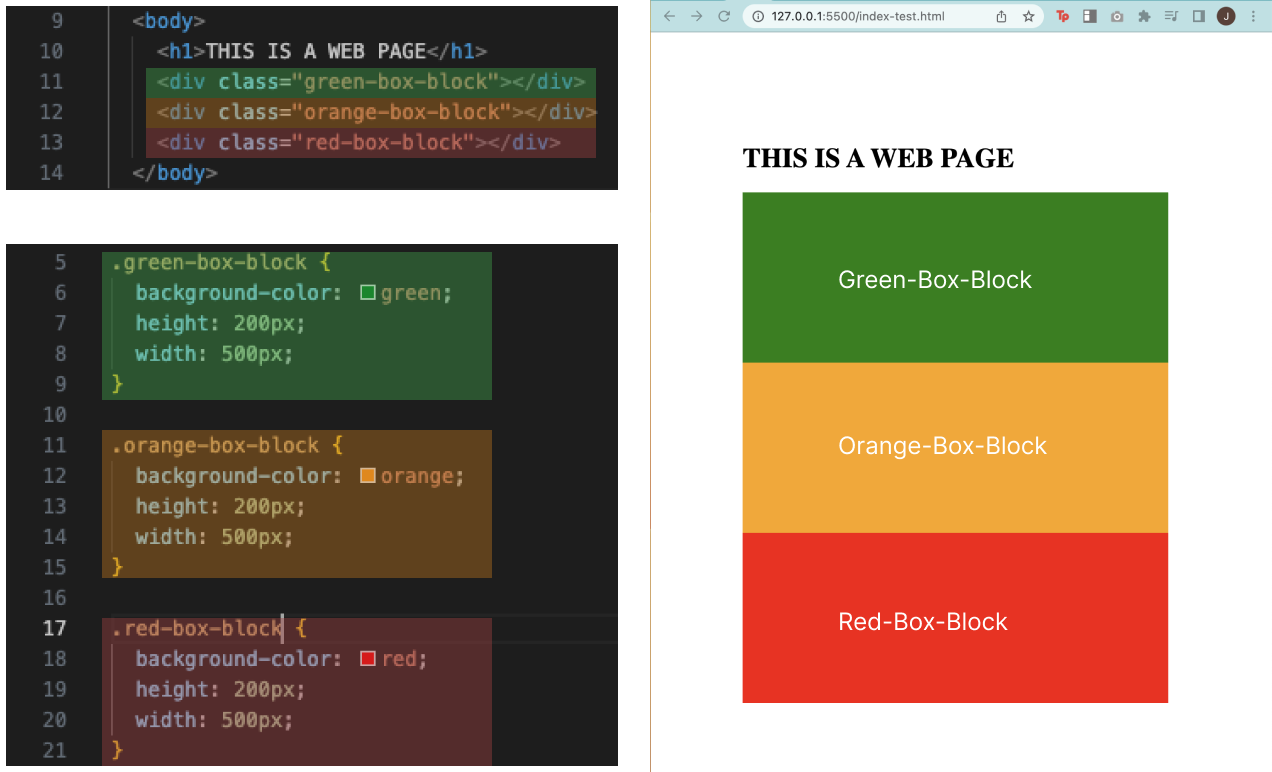 9 <body>
10 <h1>THIS IS A WEB PAGE</h1>
11 <div class="green-box-block"></div>
12 <div class="orange-box-block"></div>
13 <div class="red-box-block"></div>
14 </body>
5 .green-box-block {
6 background-color: green;
7 height: 200px;
8 width: 500px;
9 }
10
11 .orange-box-block {
12 background-color: orange;
13 height: 200px;
14 width: 500px;
15 }
16
17 .red-box-block {
18 background-color: red;
19 height: 200px;
20 width: 500px;
21 }
127.0.0.1:5500/index-test.html Tp J
THIS IS A WEB PAGE
Green-Box-Block
Orange-Box-Block
Red-Box-Block